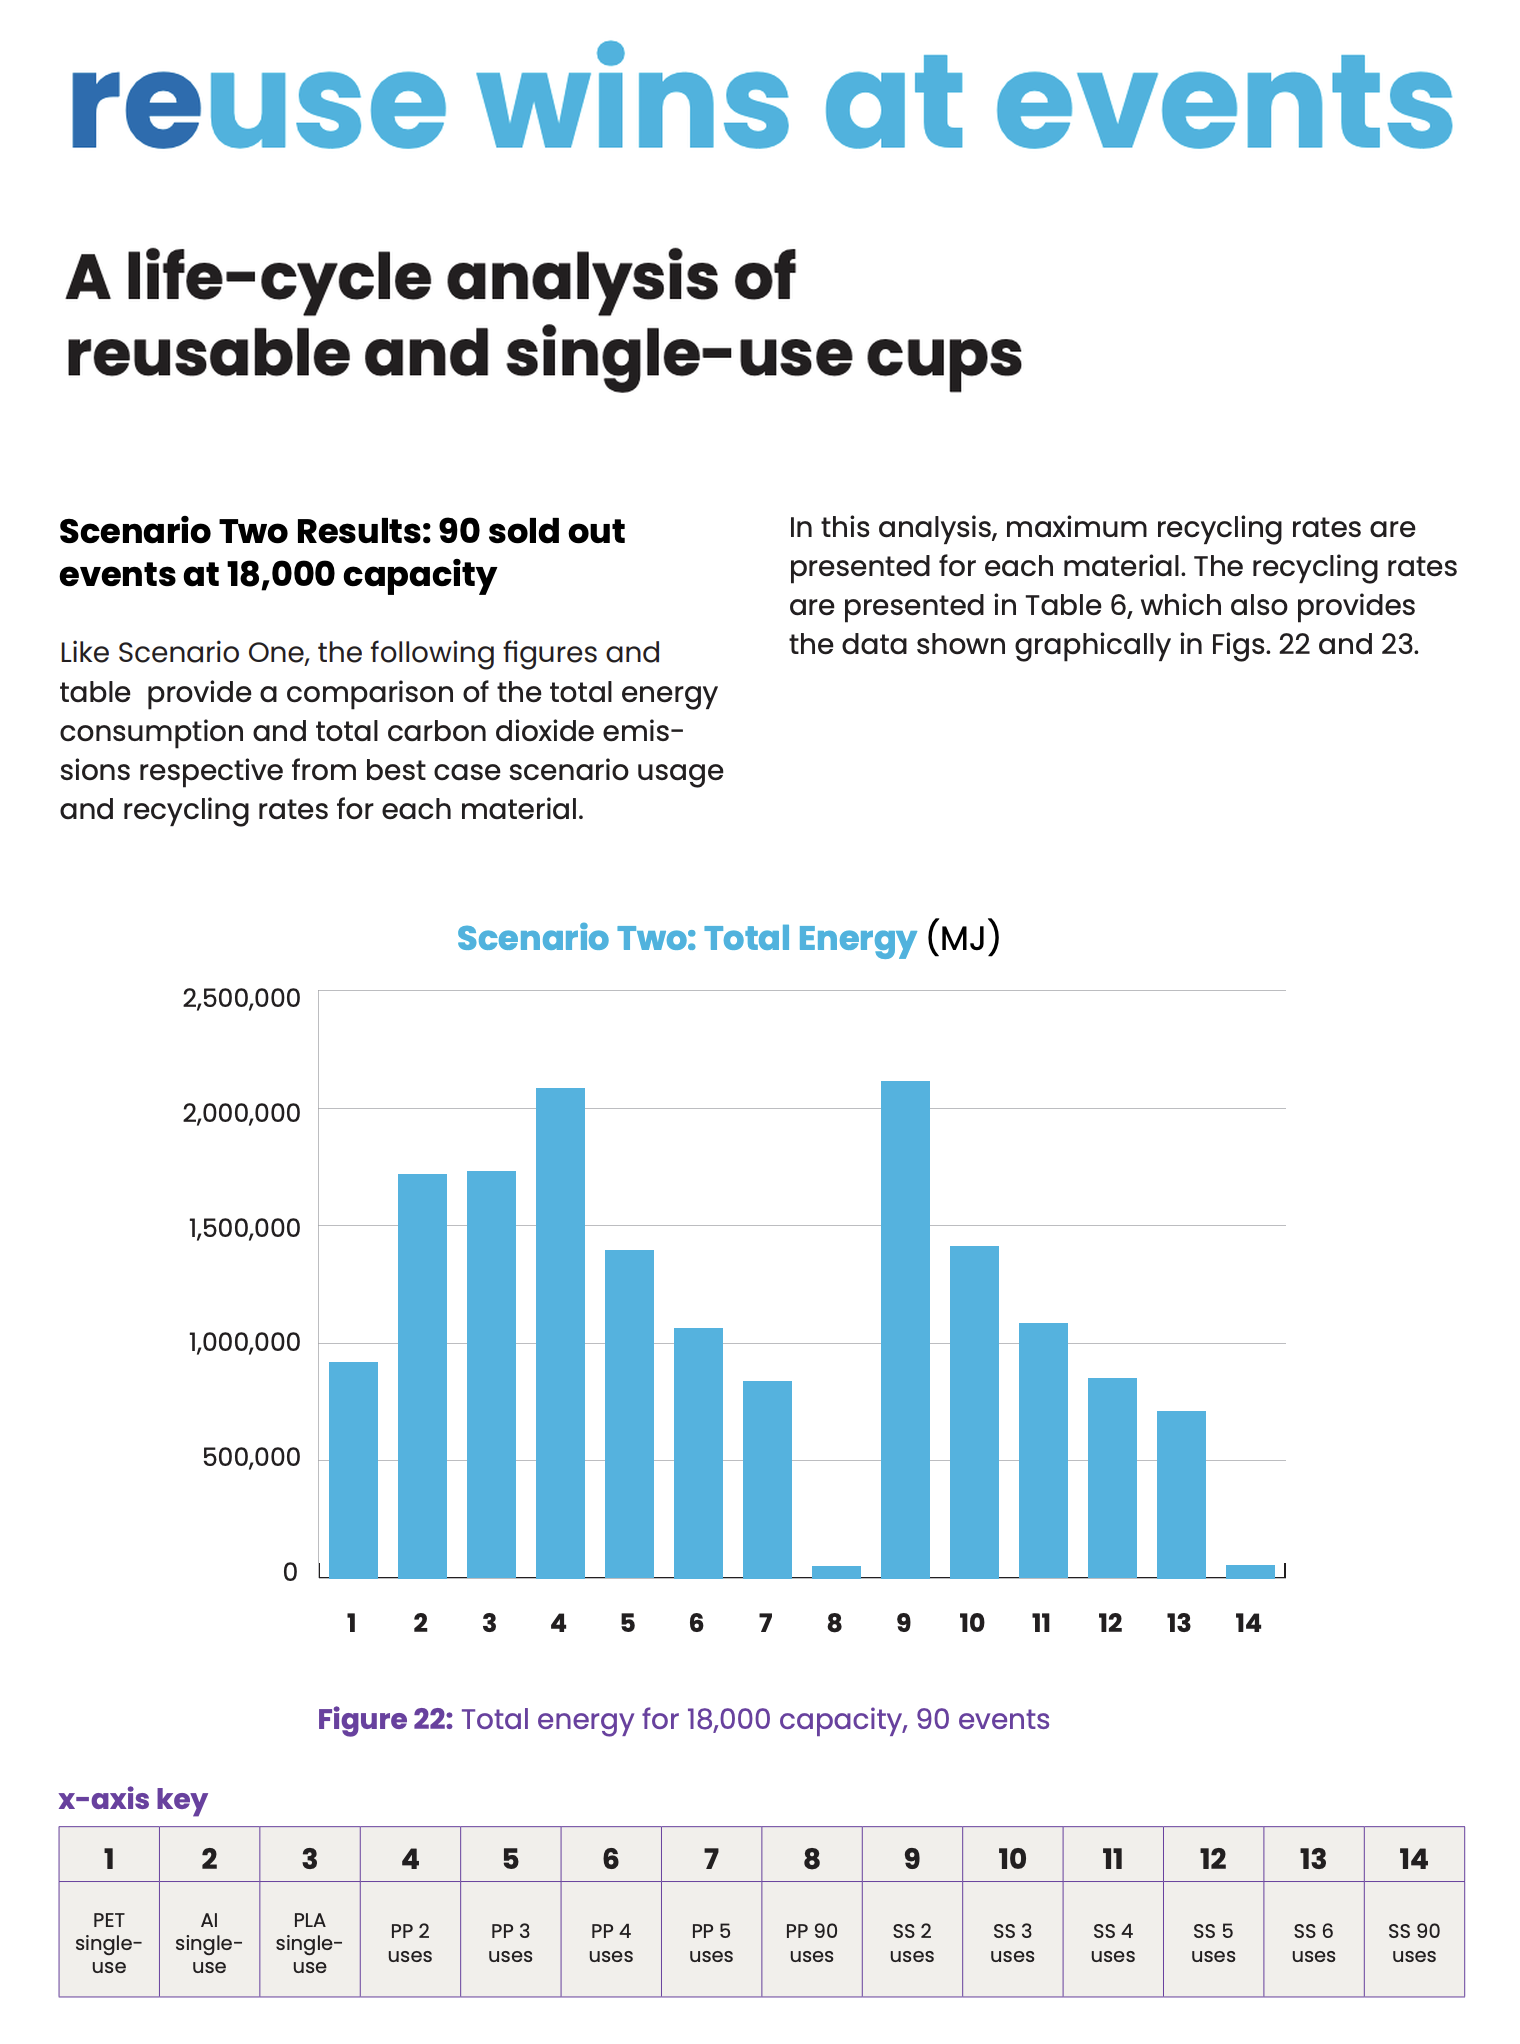 reuse wins at events
A life-cycle analysis of
reusable and single-use cups
Scenario Two Results: 90 sold out
events at 18,000 capacity
Like Scenario One, the following figures and
table  provide a comparison of the total energy
consumption and total carbon dioxide emis-
sions respective from best case scenario usage
and recycling rates for each material.
In this analysis, maximum recycling rates are
presented for each material. The recycling rates
are presented in Table 6, which also provides
the data shown graphically in Figs. 22 and 23.
Scenario Two: Total Energy (MJ)
2,500,000
2,000,000
1,500,000
1,000,000
500,000
0
1 2 3 4 5 6 7 8 9 10 11 12 13 14
Figure 22: Total energy for 18,000 capacity, 90 events
x-axis key
1 2 3 4 5 6 7 8 9 10 11 12 13 14
PET single-use
Al single-use
PLA single-use
PP 2 uses
PP 3 uses
PP 4 uses
PP 5 uses
PP 90 uses
SS 2 uses
SS 3 uses
SS 4 uses
SS 5 uses
SS 6 uses
SS 90 uses